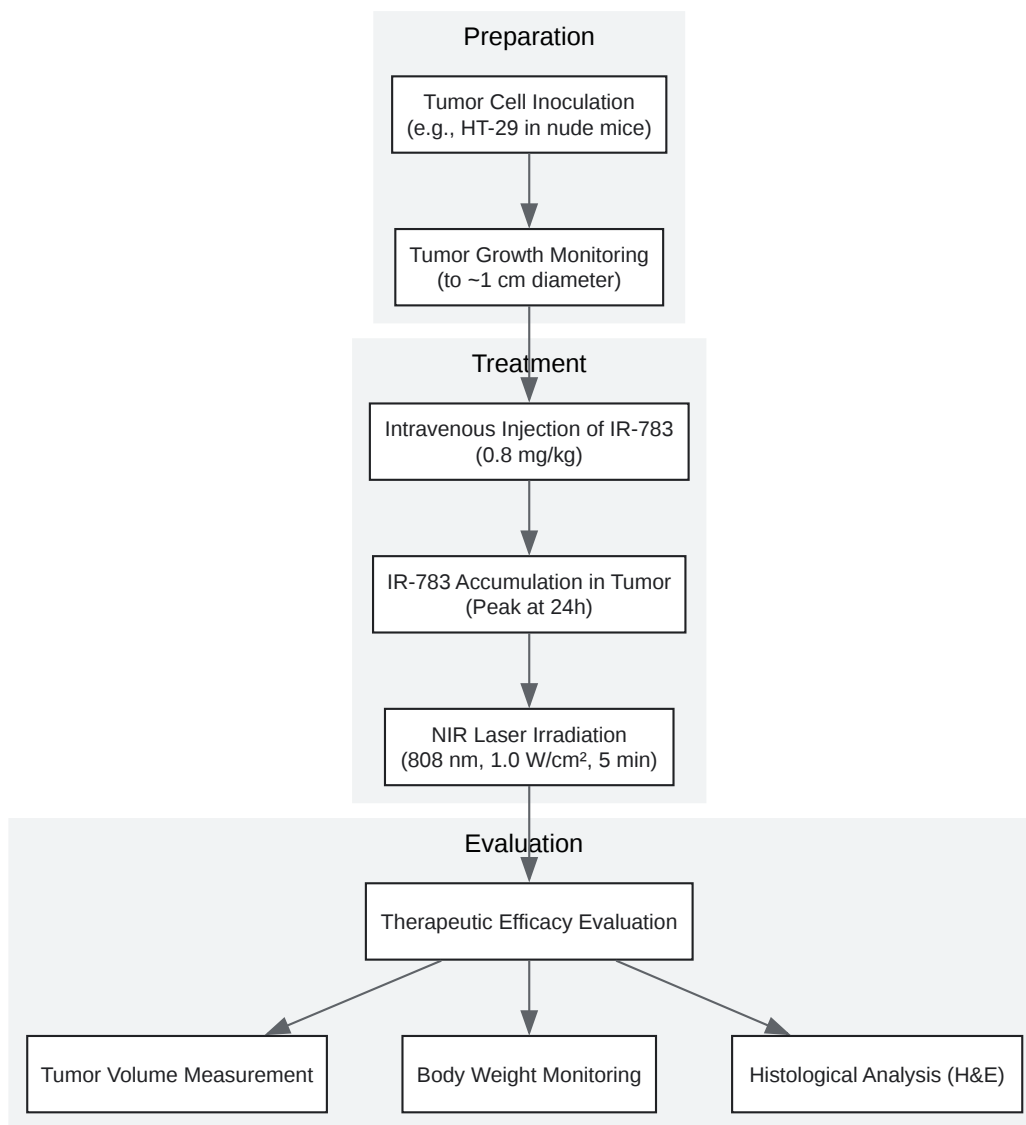 Preparation
Tumor Cell Inoculation
(e.g., HT-29 in nude mice)
Tumor Growth Monitoring
(to ~1 cm diameter)
Treatment
Intravenous Injection of IR-783
(0.8 mg/kg)
IR-783 Accumulation in Tumor
(Peak at 24h)
NIR Laser Irradiation
(808 nm, 1.0 W/cm², 5 min)
Evaluation
Therapeutic Efficacy Evaluation
Tumor Volume Measurement
Body Weight Monitoring
Histological Analysis (H&E)